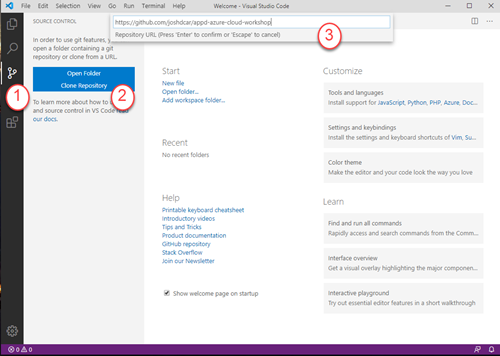 File Edit Selection View Go Run Terminal Help Welcome - Visual Studio Code
SOURCE CONTROL
https://github.com/joshdcar/appd-azure-cloud-workshop
Repository URL (Press 'Enter' to confirm or 'Escape' to cancel)
3
In order to use git features, you
open a folder containing a git
repository or clone from a URL.
Open Folder
Clone Repository
1
2
To learn more about how to
and source control in VS Code read
our docs.
Start
New file
Open folder...
Add workspace folder...
Recent
No recent folders
Help
Printable keyboard cheatsheet
Introductory videos
Tips and Tricks
Product documentation
GitHub repository
Stack Overflow
Join our Newsletter
Show welcome page on startup
Customize
Tools and languages
Install support for JavaScript, Python, PHP, Azure, Doc...
Settings and keybindings
Install the settings and keyboard shortcuts of Vim, Su...
Color theme
Make the editor and your code look the way you love
Learn
Find and run all commands
Rapidly access and search commands from the Comm...
Interface overview
Get a visual overlay highlighting the major componen...
Interactive playground
Try out essential editor features in a short walkthrough
0 0